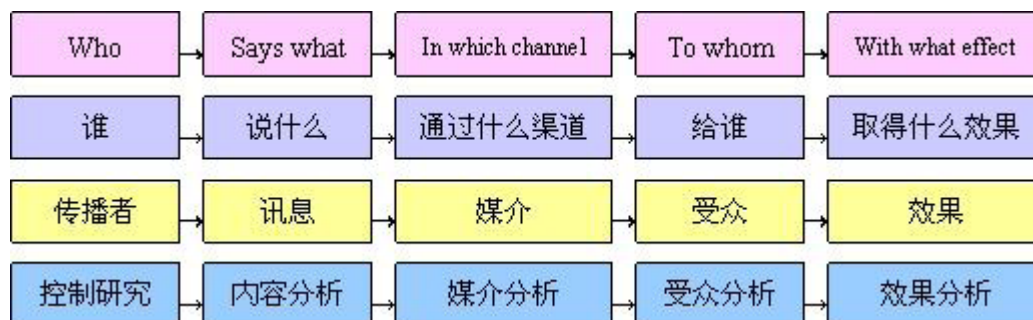 Who Says what In which channel To whom With what effect
谁 说什么 通过什么渠道 给谁 取得什么效果
传播者 讯息 媒介 受众 效果
控制研究 内容分析 媒介分析 受众分析 效果分析